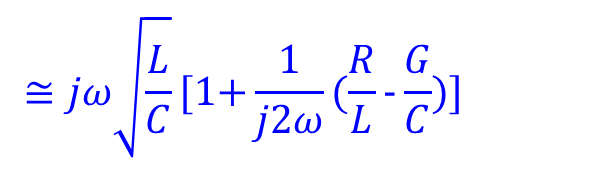 ≅ jω√(L/C) [1+ 1/(j2ω) (R/L - G/C)]